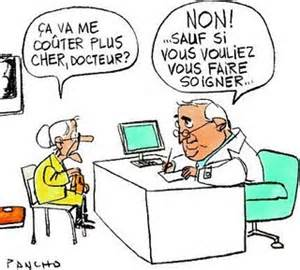 ÇA VA ME
COÛTER PLUS
CHER, DOCTEUR?
NON!
...SAUF SI
VOUS VOULIEZ
VOUS FAIRE
SOIGNER...
PANCHO